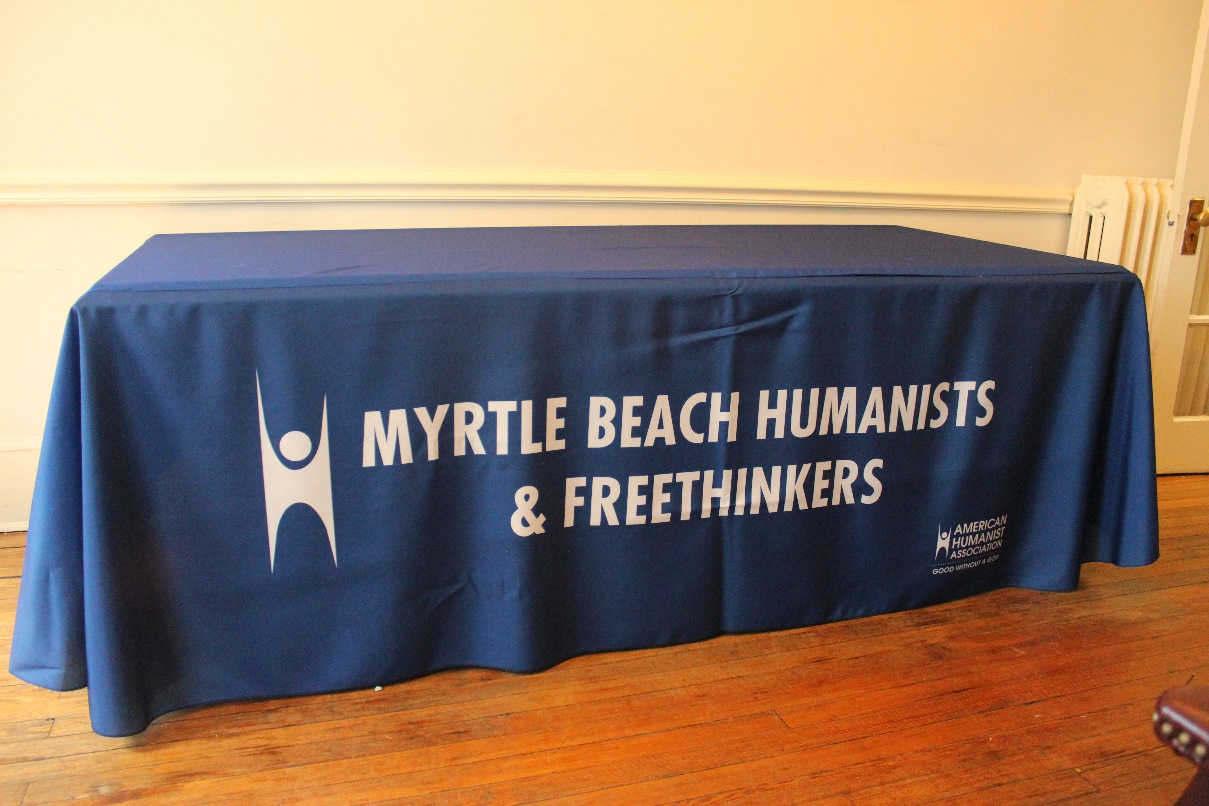 MYRTLE BEACH HUMANISTS
& FREETHINKERS
AMERICAN
HUMANIST
ASSOCIATION
GOOD WITHOUT A GOD